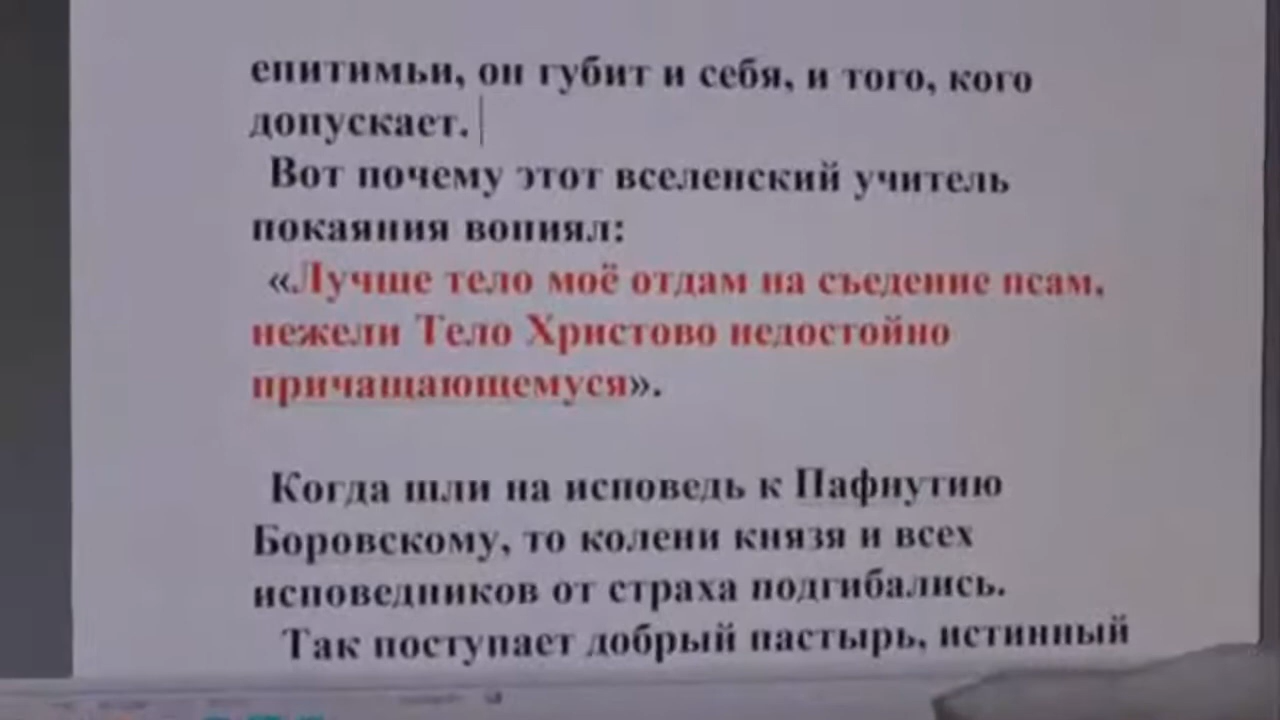 епитимьи, он губит и себя, и того, кого
допускает.
Вот почему этот вселенский учитель
покаяния вопиял:
«Лучше тело моё отдам на съедение псам,
нежели Тело Христово недостойно
причащающемуся».
Когда шли на исповедь к Пафнутию
Боровскому, то колени князя и всех
исповедников от страха подгибались.
Так поступает добрый пастырь, истинный